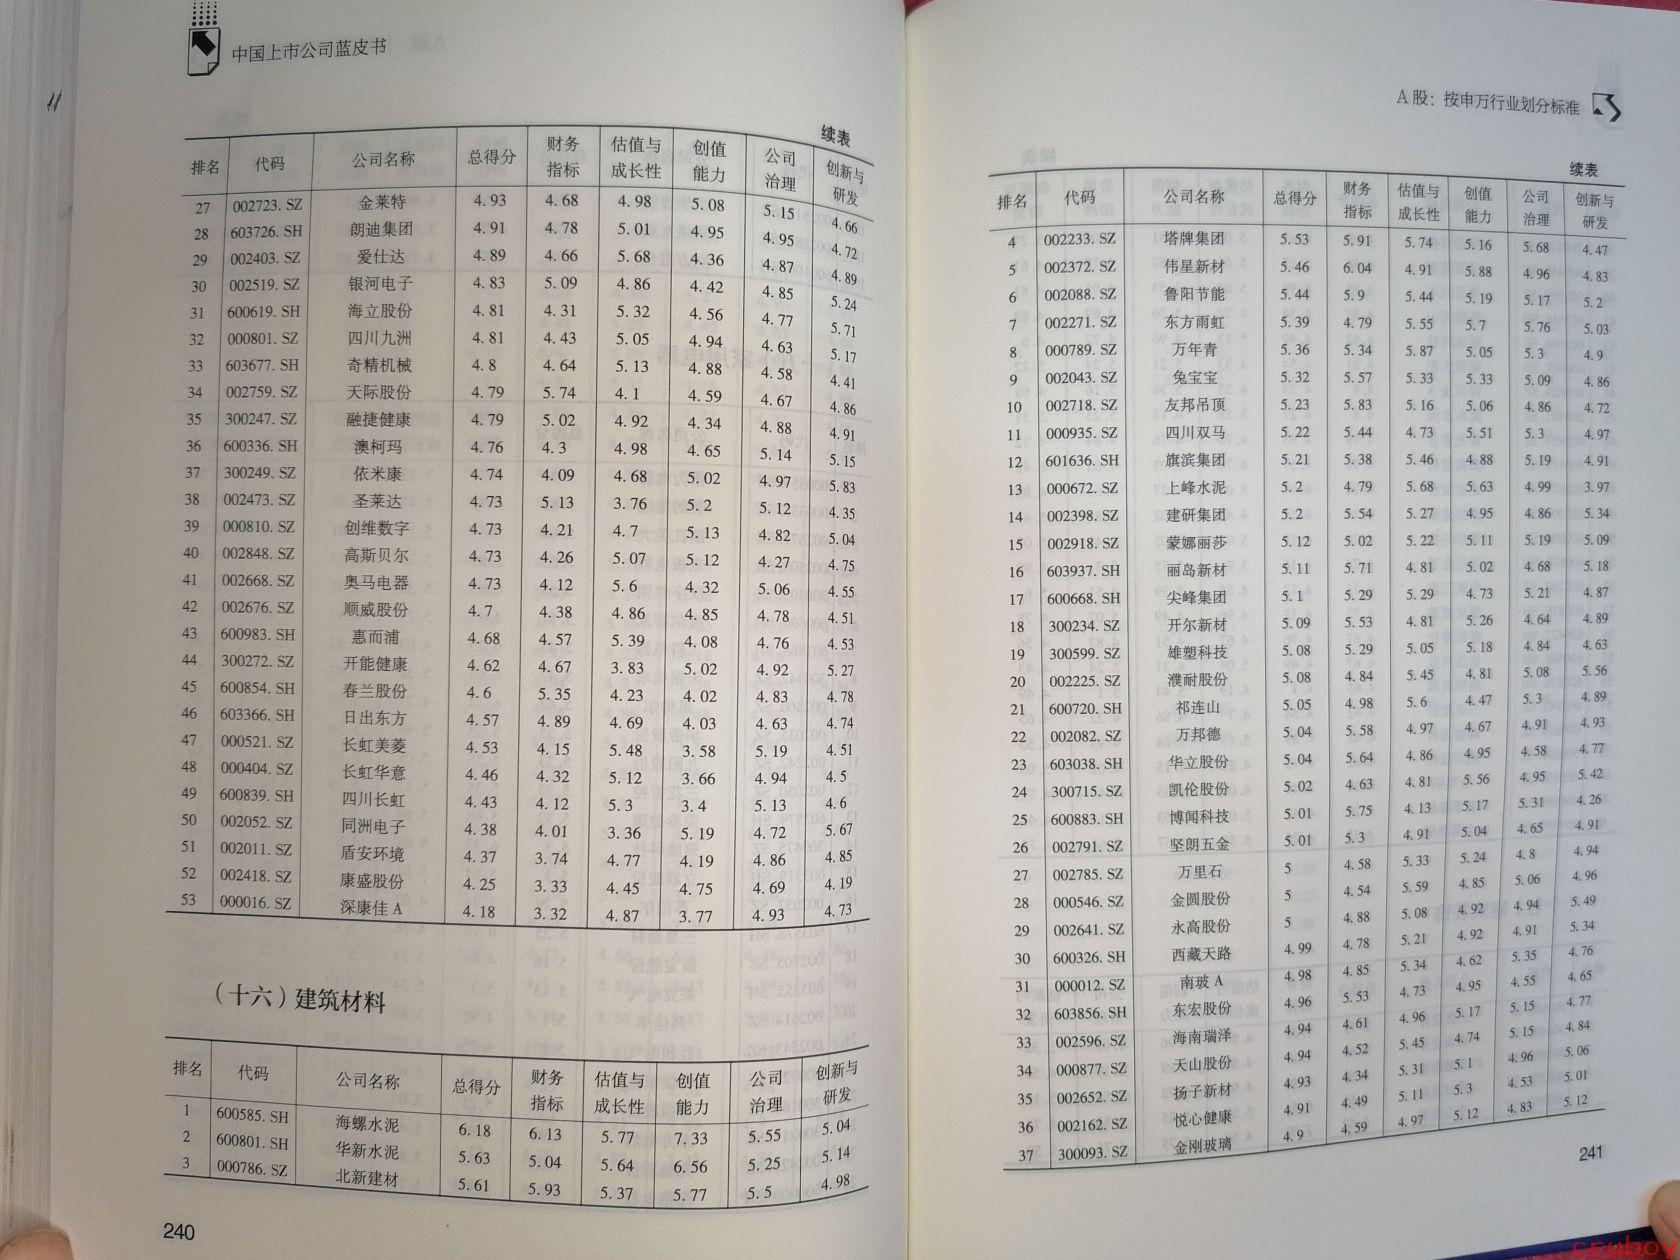 中国上市公司蓝皮书
11
续表
排名 代码 公司名称 总得分 财务指标 估值与成长性 创值能力 公司治理 创新与研发
27 002723. SZ 金莱特 4. 93 4. 68 4. 98 5. 08 5. 15 4. 66
28 603726. SH 朗迪集团 4. 91 4. 78 5. 01 4. 95 4. 95 4. 72
29 002403. SZ 爱仕达 4. 89 4. 66 5. 68 4. 36 4. 87 4. 89
30 002519. SZ 银河电子 4. 83 5. 09 4. 86 4. 42 4. 85 5. 24
31 600619. SH 海立股份 4. 81 4. 31 5. 32 4. 56 4. 77 5. 71
32 000801. SZ 四川九洲 4. 81 4. 43 5. 05 4. 94 4. 63 5. 17
33 603677. SH 奇精机械 4. 8 4. 64 5. 13 4. 88 4. 58 4. 41
34 002759. SZ 天际股份 4. 79 5. 74 4. 1 4. 59 4. 67 4. 86
35 300247. SZ 融捷健康 4. 79 5. 02 4. 92 4. 34 4. 88 4. 91
36 600336. SH 澳柯玛 4. 76 4. 3 4. 98 4. 65 5. 14 5. 15
37 300249. SZ 依米康 4. 74 4. 09 4. 68 5. 02 4. 97 5. 83
38 002473. SZ 圣莱达 4. 73 5. 13 3. 76 5. 2 5. 12 4. 35
39 000810. SZ 创维数字 4. 73 4. 21 4. 7 5. 13 4. 82 5. 04
40 002848. SZ 高斯贝尔 4. 73 4. 26 5. 07 5. 12 4. 27 4. 75
41 002668. SZ 奥马电器 4. 73 4. 12 5. 6 4. 32 5. 06 4. 55
42 002676. SZ 顺威股份 4. 7 4. 38 4. 86 4. 85 4. 78 4. 51
43 600983. SH 惠而浦 4. 68 4. 57 5. 39 4. 08 4. 76 4. 53
44 300272. SZ 开能健康 4. 62 4. 67 3. 83 5. 02 4. 92 5. 27
45 600854. SH 春兰股份 4. 6 5. 35 4. 23 4. 02 4. 83 4. 78
46 603366. SH 日出东方 4. 57 4. 89 4. 69 4. 03 4. 63 4. 74
47 000521. SZ 长虹美菱 4. 53 4. 15 5. 48 3. 58 5. 19 4. 51
48 000404. SZ 长虹华意 4. 46 4. 32 5. 12 3. 66 4. 94 4. 5
49 600839. SH 四川长虹 4. 43 4. 12 5. 3 3. 4 5. 13 4. 6
50 002052. SZ 同洲电子 4. 38 4. 01 3. 36 5. 19 4. 72 5. 67
51 002011. SZ 盾安环境 4. 37 3. 74 4. 77 4. 19 4. 86 4. 85
52 002418. SZ 康盛股份 4. 25 3. 33 4. 45 4. 75 4. 69 4. 19
53 000016. SZ 深康佳 A 4. 18 3. 32 4. 87 3. 77 4. 93 4. 73
（十六）建筑材料
排名 代码 公司名称 总得分 财务指标 估值与成长性 创值能力 公司治理 创新与研发
1 600585. SH 海螺水泥 6. 18 6. 13 5. 77 7. 33 5. 55 5. 04
2 600801. SH 华新水泥 5. 63 5. 04 5. 64 6. 56 5. 25 5. 14
3 000786. SZ 北新建材 5. 61 5. 93 5. 37 5. 77 5. 5 4. 98
240
A 股：按申万行业划分标准
续表
排名 代码 公司名称 总得分 财务指标 估值与成长性 创值能力 公司治理 创新与研发
4 002233. SZ 塔牌集团 5. 53 5. 91 5. 74 5. 16 5. 68 4. 47
5 002372. SZ 伟星新材 5. 46 6. 04 4. 91 5. 88 4. 96 4. 83
6 002088. SZ 鲁阳节能 5. 44 5. 9 5. 44 5. 19 5. 17 5. 2
7 002271. SZ 东方雨虹 5. 39 4. 79 5. 55 5. 7 5. 76 5. 03
8 000789. SZ 万年青 5. 36 5. 34 5. 87 5. 05 5. 3 4. 9
9 002043. SZ 兔宝宝 5. 32 5. 57 5. 33 5. 33 5. 09 4. 86
10 002718. SZ 友邦吊顶 5. 23 5. 83 5. 16 5. 06 4. 86 4. 72
11 000935. SZ 四川双马 5. 22 5. 44 4. 73 5. 51 5. 3 4. 97
12 601636. SH 旗滨集团 5. 21 5. 38 5. 46 4. 88 5. 19 4. 91
13 000672. SZ 上峰水泥 5. 2 4. 79 5. 68 5. 63 4. 99 3. 97
14 002398. SZ 建研集团 5. 2 5. 54 5. 27 4. 95 4. 86 5. 34
15 002918. SZ 蒙娜丽莎 5. 12 5. 02 5. 22 5. 11 5. 19 5. 09
16 603937. SH 丽岛新材 5. 11 5. 71 4. 81 5. 02 4. 68 5. 18
17 600668. SH 尖峰集团 5. 1 5. 29 5. 29 4. 73 5. 21 4. 87
18 300234. SZ 开尔新材 5. 09 5. 53 4. 81 5. 26 4. 64 4. 89
19 300599. SZ 雄塑科技 5. 08 5. 29 5. 05 5. 18 4. 84 4. 63
20 002225. SZ 濮耐股份 5. 08 4. 84 5. 45 4. 81 5. 08 5. 56
21 600720. SH 祁连山 5. 05 4. 98 5. 6 4. 47 5. 3 4. 89
22 002082. SZ 万邦德 5. 04 5. 58 4. 97 4. 67 4. 91 4. 93
23 603038. SH 华立股份 5. 04 5. 64 4. 86 4. 95 4. 58 4. 77
24 300715. SZ 凯伦股份 5. 02 4. 63 4. 81 5. 56 4. 95 5. 42
25 600883. SH 博闻科技 5. 01 5. 75 4. 13 5. 17 5. 31 4. 26
26 002791. SZ 坚朗五金 5. 01 5. 3 4. 91 5. 04 4. 65 4. 91
27 002785. SZ 万里石 5 4. 58 5. 33 5. 24 4. 8 4. 94
28 000546. SZ 金圆股份 5 4. 54 5. 59 4. 85 5. 06 4. 96
29 002641. SZ 永高股份 5 4. 88 5. 08 4. 92 4. 94 5. 49
30 600326. SH 西藏天路 4. 99 4. 78 5. 21 4. 92 4. 91 5. 34
31 000012. SZ 南玻 A 4. 98 4. 85 5. 34 4. 62 5. 35 4. 76
32 603856. SH 东宏股份 4. 96 5. 53 4. 73 4. 95 4. 55 4. 65
33 002596. SZ 海南瑞泽 4. 94 4. 61 4. 96 5. 17 5. 15 4. 77
34 000877. SZ 天山股份 4. 94 4. 52 5. 45 4. 74 5. 15 4. 84
35 002652. SZ 扬子新材 4. 93 4. 34 5. 31 5. 1 4. 96 5. 06
36 002162. SZ 悦心健康 4. 91 4. 49 5. 11 5. 3 4. 53 5. 01
37 300093. SZ 金刚玻璃 4. 9 4. 59 4. 97 5. 12 4. 83 5. 12
241
cruboy